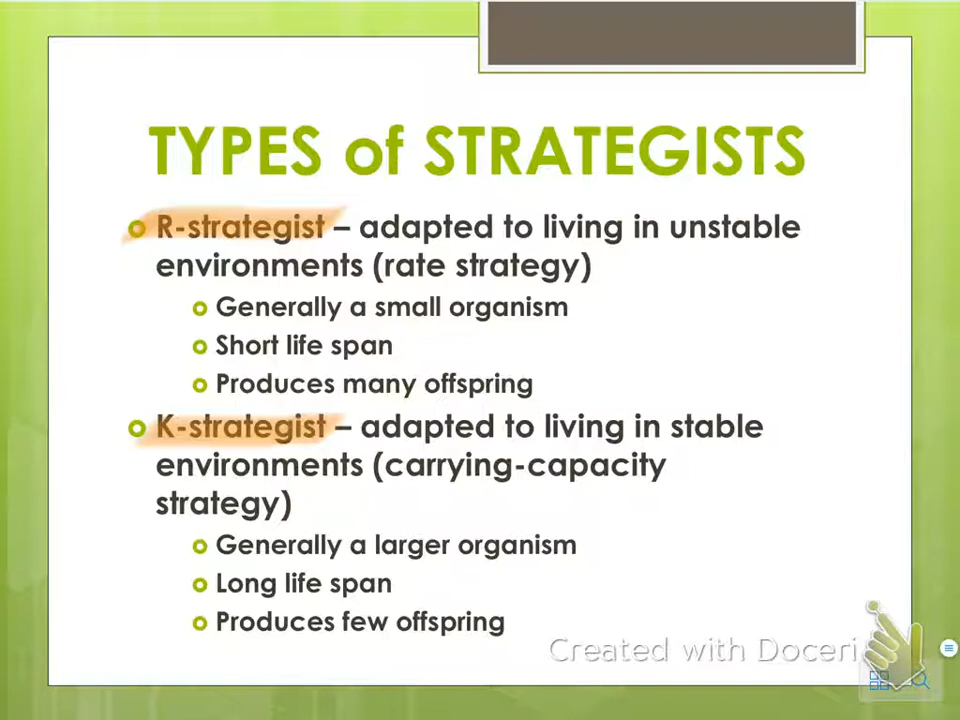 TYPES of STRATEGISTS
R-strategist – adapted to living in unstable
environments (rate strategy)
Generally a small organism
Short life span
Produces many offspring
K-strategist – adapted to living in stable
environments (carrying-capacity
strategy)
Generally a larger organism
Long life span
Produces few offspring
Created with Doceri